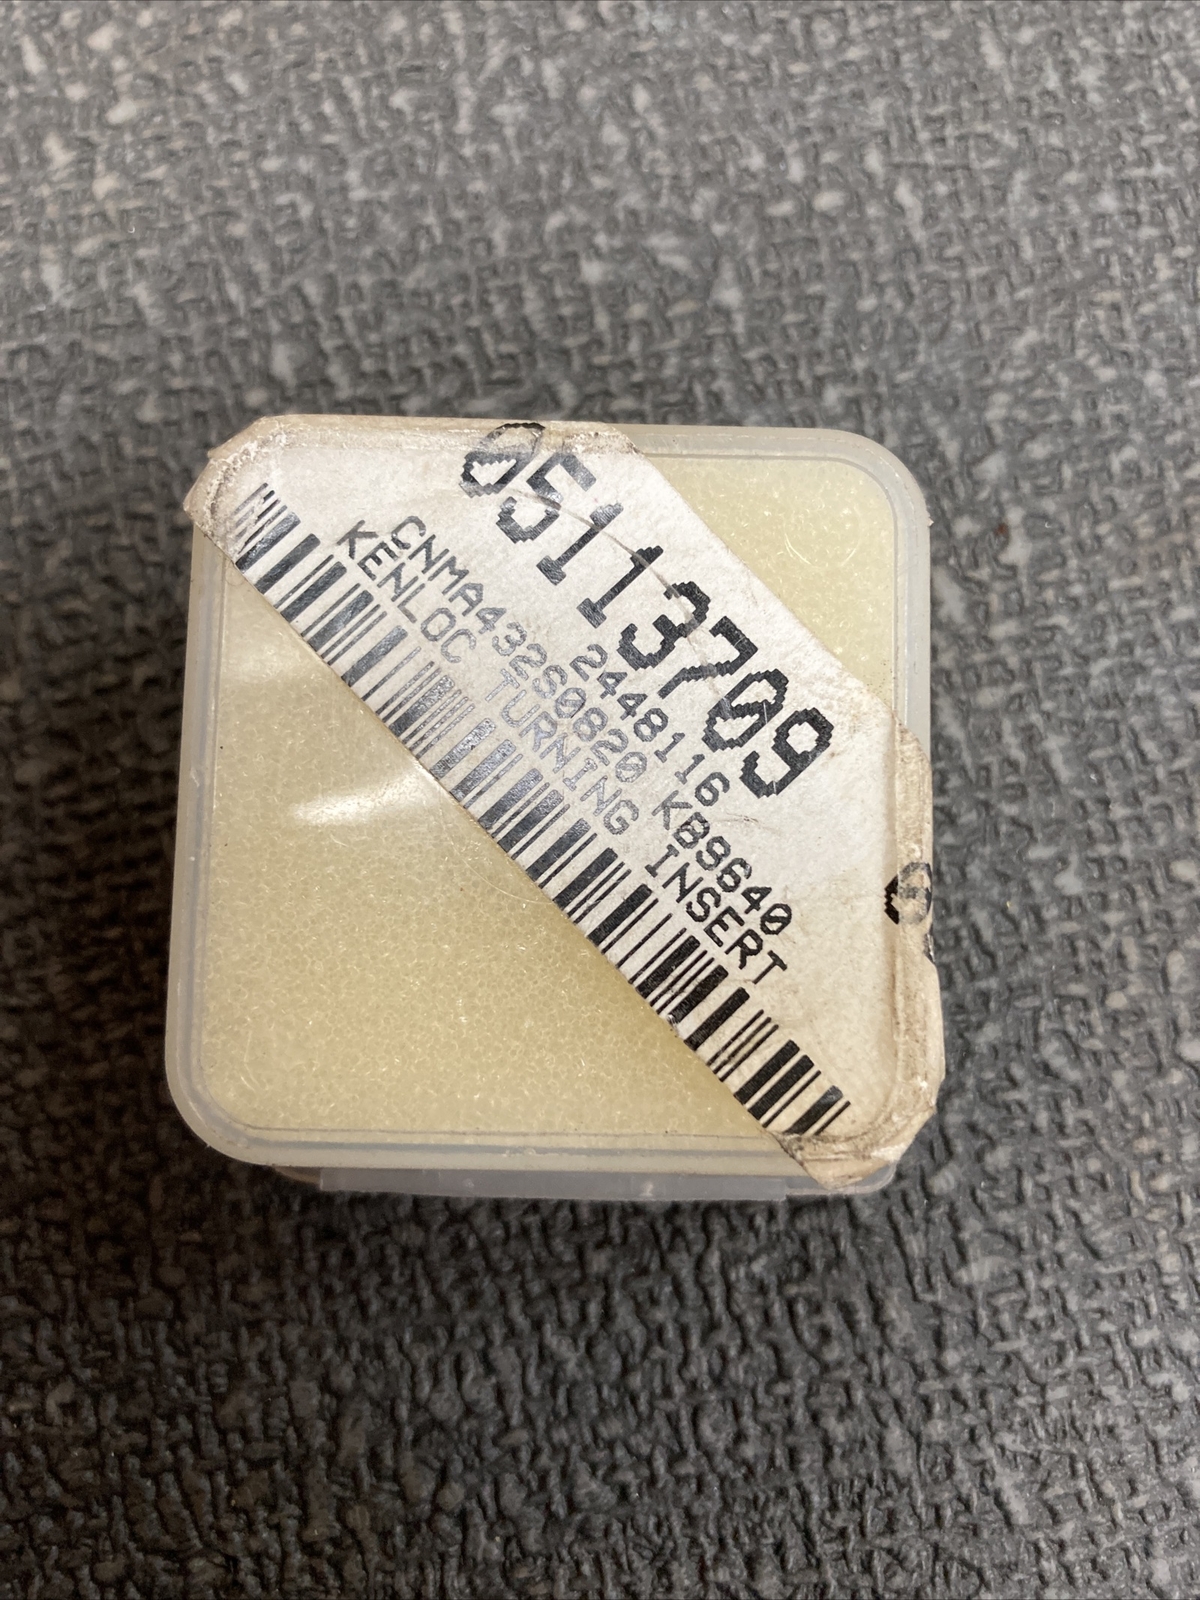 05113709
2448116
CNMA432S0820 KB9640
KENLOC TURNING INSERT